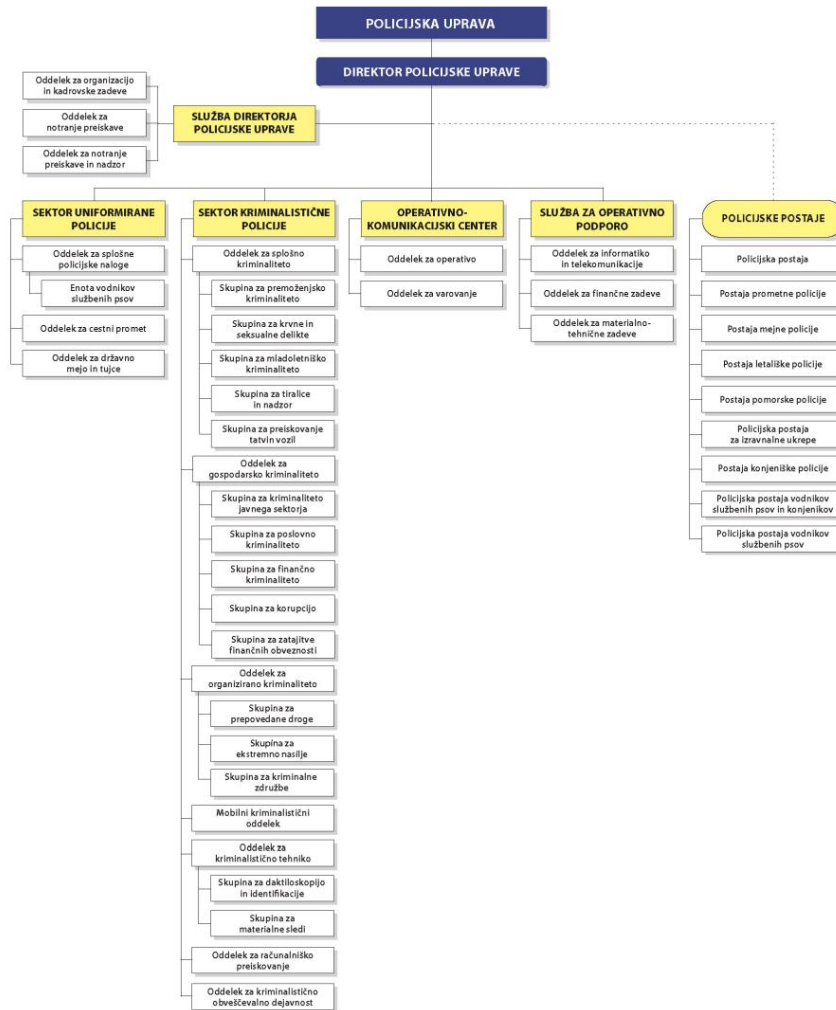 POLICIJSKA UPRAVA
DIREKTOR POLICIJSKE UPRAVE
Oddelek za organizacijo
in kadrovske zadeve
Oddelek za
notranje preiskave
Oddelek za notranje
preiskave in nadzor
SLUŽBA DIREKTORJA
POLICIJSKE UPRAVE
SEKTOR UNIFORMIRANE
POLICIJE
Oddelek za splošne
policijske naloge
Enota vodnikov
službenih psov
Oddelek za cestni promet
Oddelek za državno
mejo in tujce
SEKTOR KRIMINALISTIČNE
POLICIJE
Oddelek za splošno
kriminaliteto
Skupina za premoženjsko
kriminaliteto
Skupina za krvne in
seksualne delikte
Skupina za mladoletniško
kriminaliteto
Skupina za tiralice
in nadzor
Skupina za preiskovanje
tatvin vozil
Oddelek za
gospodarsko kriminaliteto
Skupina za kriminaliteto
javnega sektorja
Skupina za poslovno
kriminaliteto
Skupina za finančno
kriminaliteto
Skupina za korupcijo
Skupina za zatajitve
finančnih obveznosti
Oddelek za
organizirano kriminaliteto
Skupina za
prepovedane droge
Skupina za
ekstremno nasilje
Skupina za kriminalne
združbe
Mobilni kriminalistični
oddelek
Oddelek za
kriminalistično tehniko
Skupina za daktiloskopijo
in identifikacije
Skupina za
materialne sledi
Oddelek za računalniško
preiskovanje
Oddelek za kriminalistično
obveščevalno dejavnost
OPERATIVNO-
KOMUNIKACIJSKI CENTER
Oddelek za operativo
Oddelek za varovanje
SLUŽBA ZA OPERATIVNO
PODPORO
Oddelek za informatiko
in telekomunikacije
Oddelek za finančne zadeve
Oddelek za materialno-
tehnične zadeve
POLICIJSKE POSTAJE
Policijska postaja
Postaja prometne policije
Postaja mejne policije
Postaja letališke policije
Postaja pomorske policije
Policijska postaja
za izravnalne ukrepe
Postaja konjeniške policije
Policijska postaja vodnikov
službenih psov in konjenikov
Policijska postaja vodnikov
službenih psov